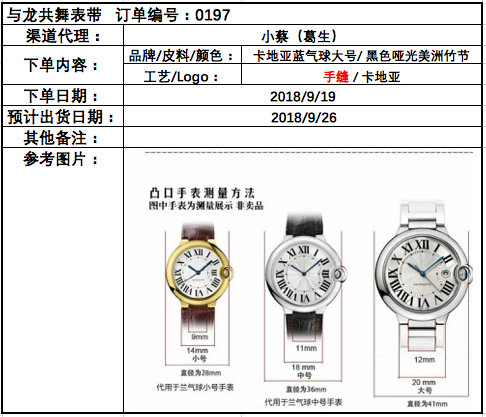 与龙共舞表带 订单编号：0197
渠道代理： 小蔡（葛生）
下单内容： 品牌/皮料/颜色： 卡地亚蓝气球大号/ 黑色哑光美洲竹节
工艺/Logo： 手缝 / 卡地亚
下单日期： 2018/9/19
预计出货日期： 2018/9/26
其他备注：
参考图片：
凸口手表测量方法
图中手表为测量展示 非卖品
9mm
14mm
小号
直径为28mm
代用于兰气球小号手表
11mm
18 mm
中号
直径为36mm
代用于兰气球中号手表
12mm
20 mm
大号
直径为41mm